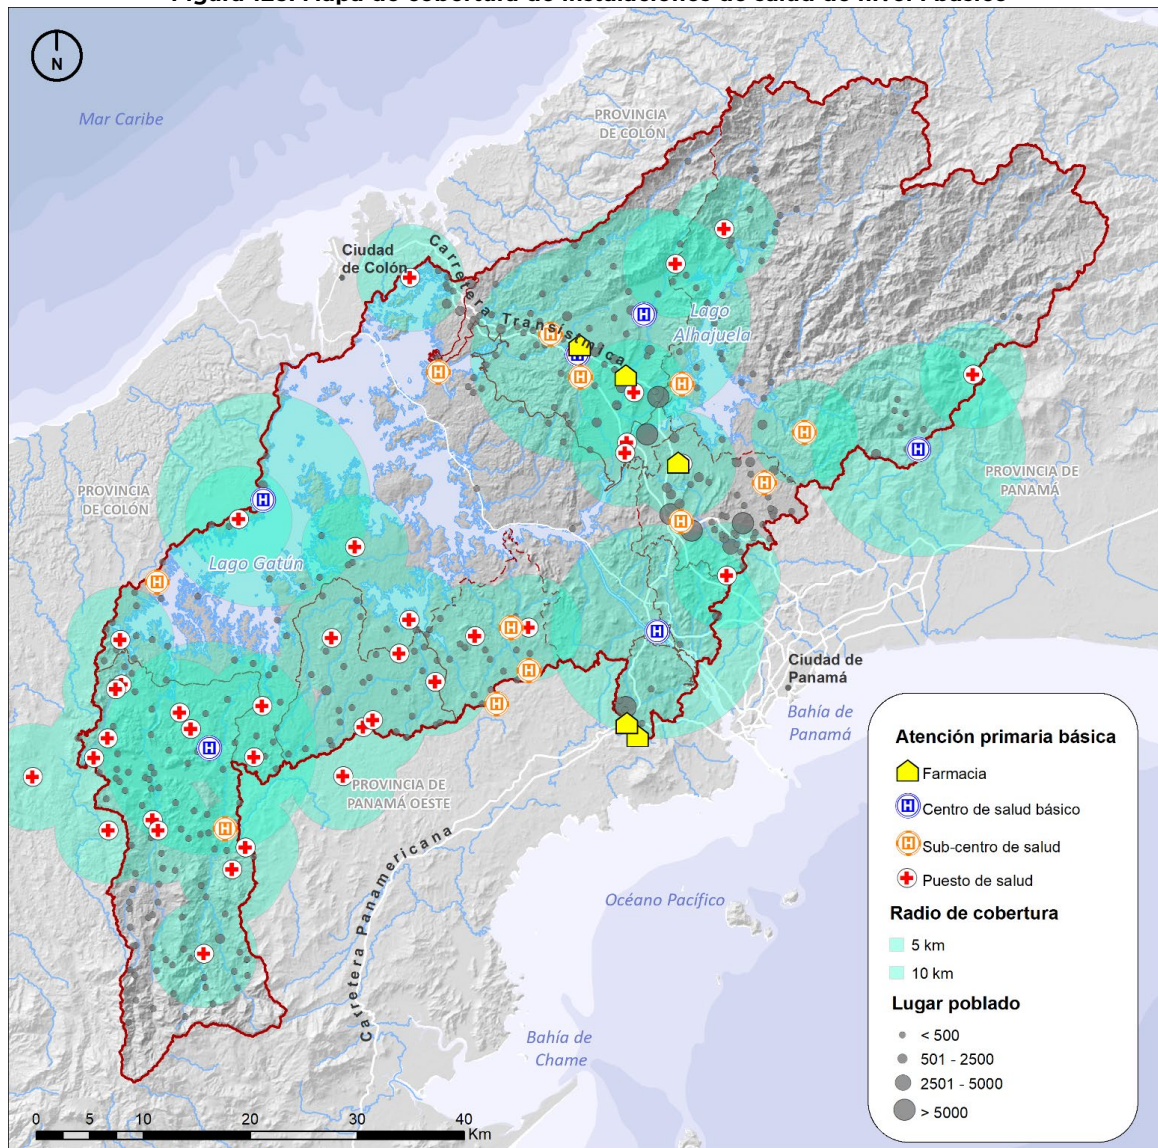 N
Mar Caribe
PROVINCIA
DE COLÓN
Ciudad
de Colón
Carretera Transístmica
Lago
Alhajuela
PROVINCIA
DE COLÓN
PROVINCIA DE
PANAMÁ
Lago Gatún
Ciudad de
Panamá
Bahía de
Panamá
PROVINCIA DE
PANAMÁ OESTE
Carretera Panamericana
Océano Pacífico
Bahía de
Chame
Atención primaria básica
Farmacia
Centro de salud básico
Sub-centro de salud
Puesto de salud
Radio de cobertura
5 km
10 km
Lugar poblado
< 500
501 - 2500
2501 - 5000
> 5000
0 5 10 20 30 40
Km